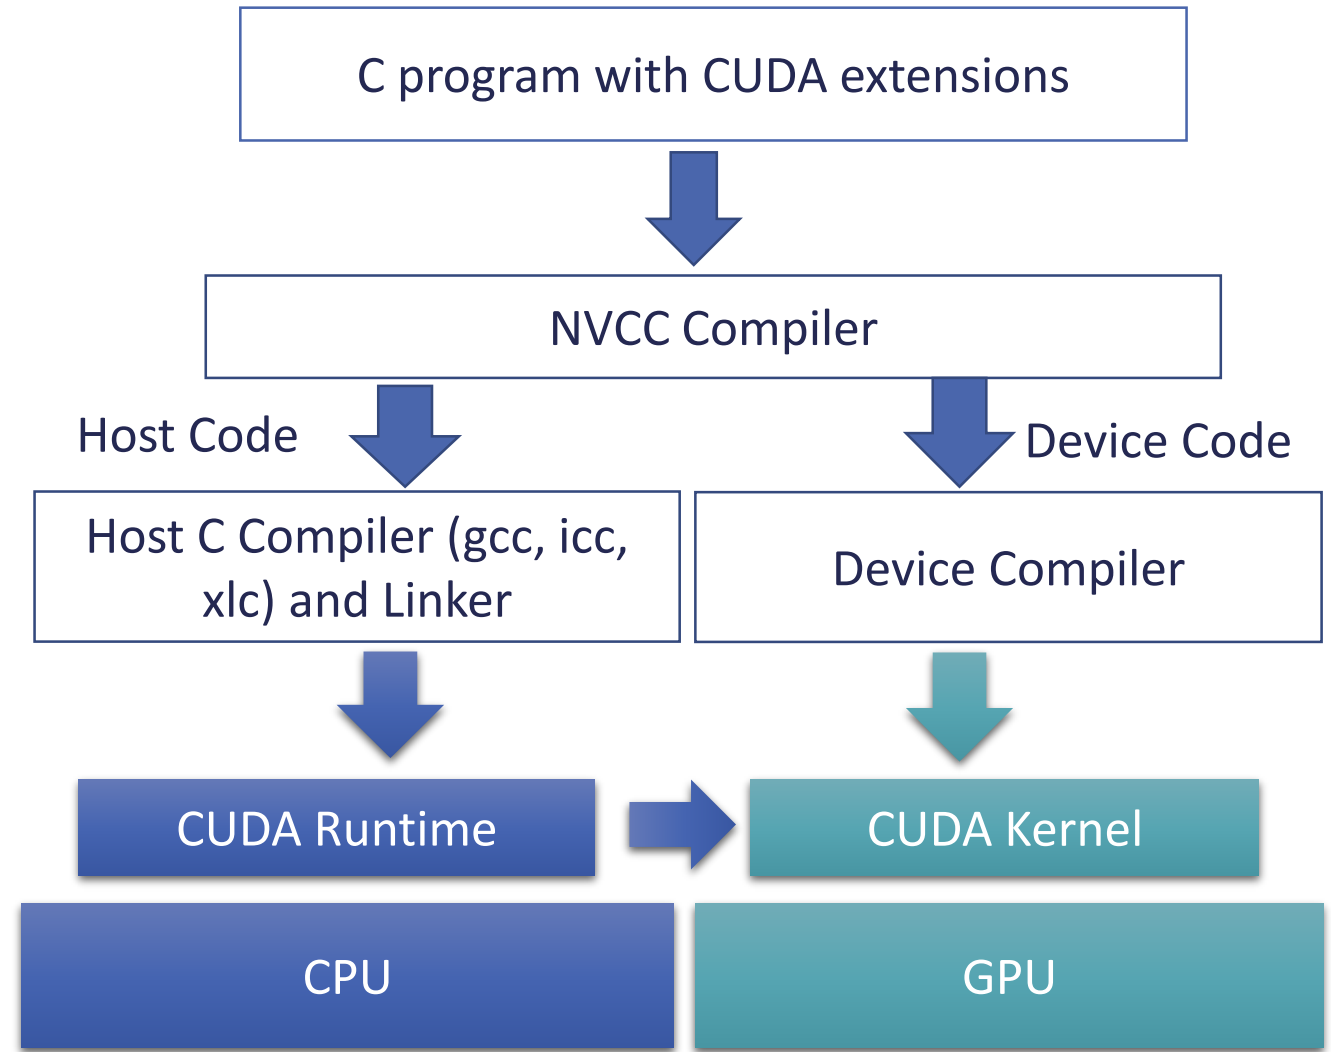 C program with CUDA extensions
NVCC Compiler
Host Code
Device Code
Host C Compiler (gcc, icc,
xlc) and Linker
Device Compiler
CUDA Runtime
CUDA Kernel
CPU
GPU